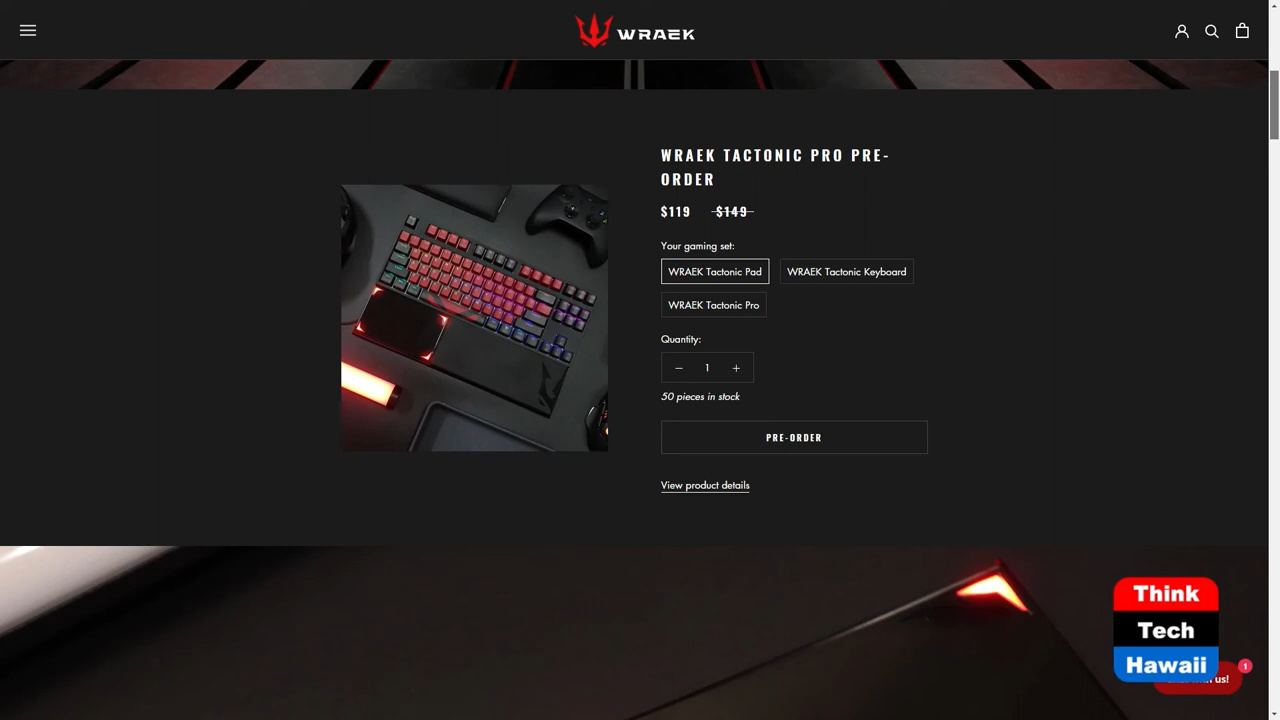 WRAEK
WRAEK TACTONIC PRO PRE-
ORDER
$119 $149
Your gaming set:
WRAEK Tactonic Pad WRAEK Tactonic Keyboard
WRAEK Tactonic Pro
Quantity:
1
50 pieces in stock
PRE-ORDER
View product details
Think
Tech
Hawaii
1
us!